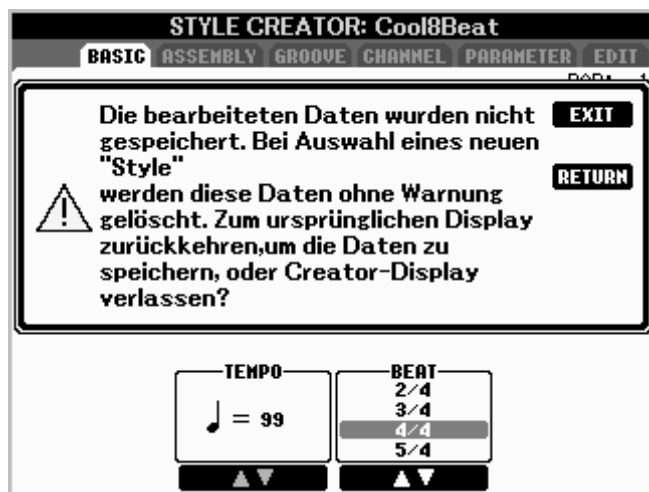 STYLE CREATOR: Cool8Beat
BASIC ASSEMBLY GROOVE CHANNEL PARAMETER EDIT
Die bearbeiteten Daten wurden nicht
gespeichert. Bei Auswahl eines neuen
"Style"
werden diese Daten ohne Warnung
gelöscht. Zum ursprünglichen Display
zurückkehren,um die Daten zu
speichern, oder Creator-Display
verlassen?
EXIT
RETURN
TEMPO
= 99
BEAT
2/4
3/4
4/4
5/4